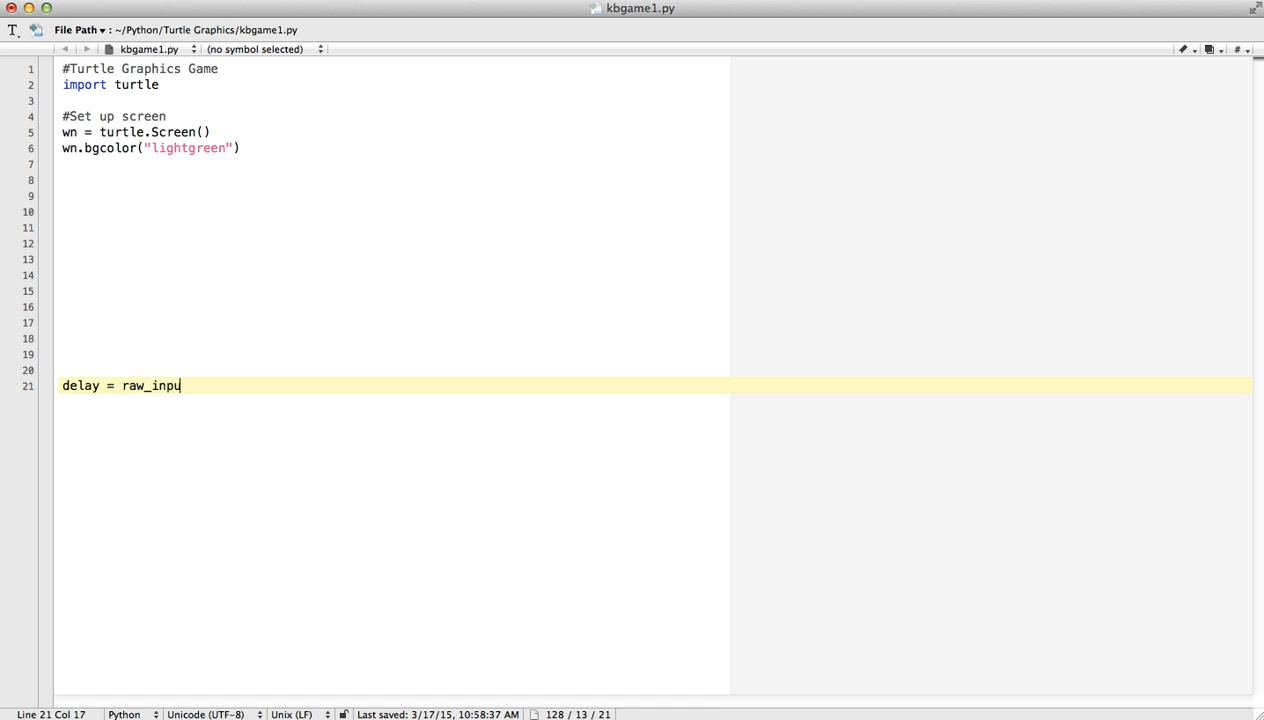 kbgame1.py
T. File Path ▾ : ~/Python/Turtle Graphics/kbgame1.py
kbgame1.py (no symbol selected) #
1 #Turtle Graphics Game
2 import turtle
3
4 #Set up screen
5 wn = turtle.Screen()
6 wn.bgcolor("lightgreen")
7
8
9
10
11
12
13
14
15
16
17
18
19
20
21 delay = raw_inpu
Line 21 Col 17 Python Unicode (UTF-8) Unix (LF) Last saved: 3/17/15, 10:58:37 AM 128 / 13 / 21